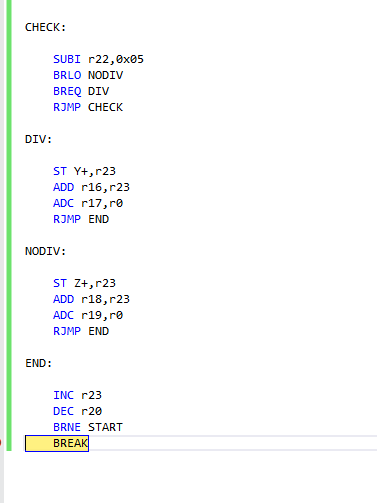 CHECK:
SUBI r22,0x05
BRLO NODIV
BREQ DIV
RJMP CHECK
DIV:
ST Y+,r23
ADD r16,r23
ADC r17,r0
RJMP END
NODIV:
ST Z+,r23
ADD r18,r23
ADC r19,r0
RJMP END
END:
INC r23
DEC r20
BRNE START
BREAK